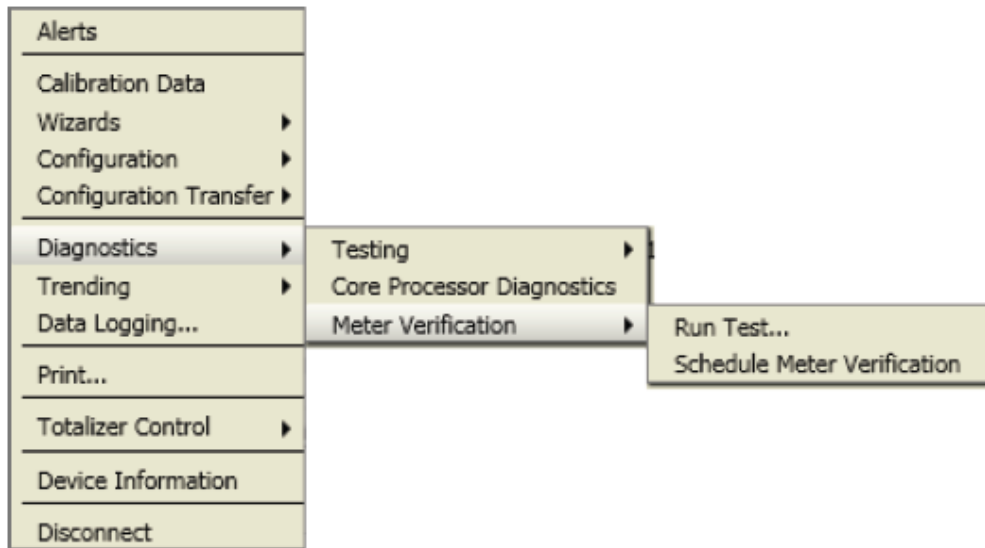 Alerts
Calibration Data
Wizards
Configuration
Configuration Transfer
Diagnostics
Trending
Data Logging...
Print...
Totalizer Control
Device Information
Disconnect
Testing
Core Processor Diagnostics
Meter Verification
Run Test...
Schedule Meter Verification